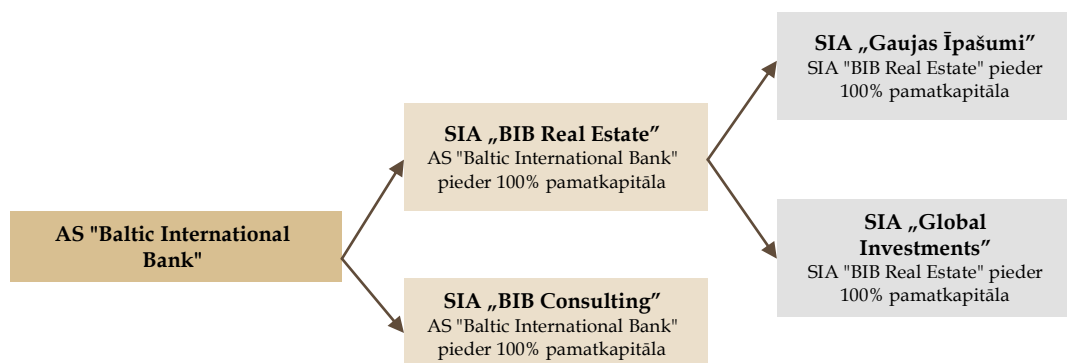 AS "Baltic International
Bank"
SIA „BIB Real Estate”
AS "Baltic International Bank"
pieder 100% pamatkapitāla
SIA „BIB Consulting”
AS "Baltic International Bank"
pieder 100% pamatkapitāla
SIA „Gaujas Īpašumi”
SIA "BIB Real Estate" pieder
100% pamatkapitāla
SIA „Global
Investments”
SIA "BIB Real Estate" pieder
100% pamatkapitāla